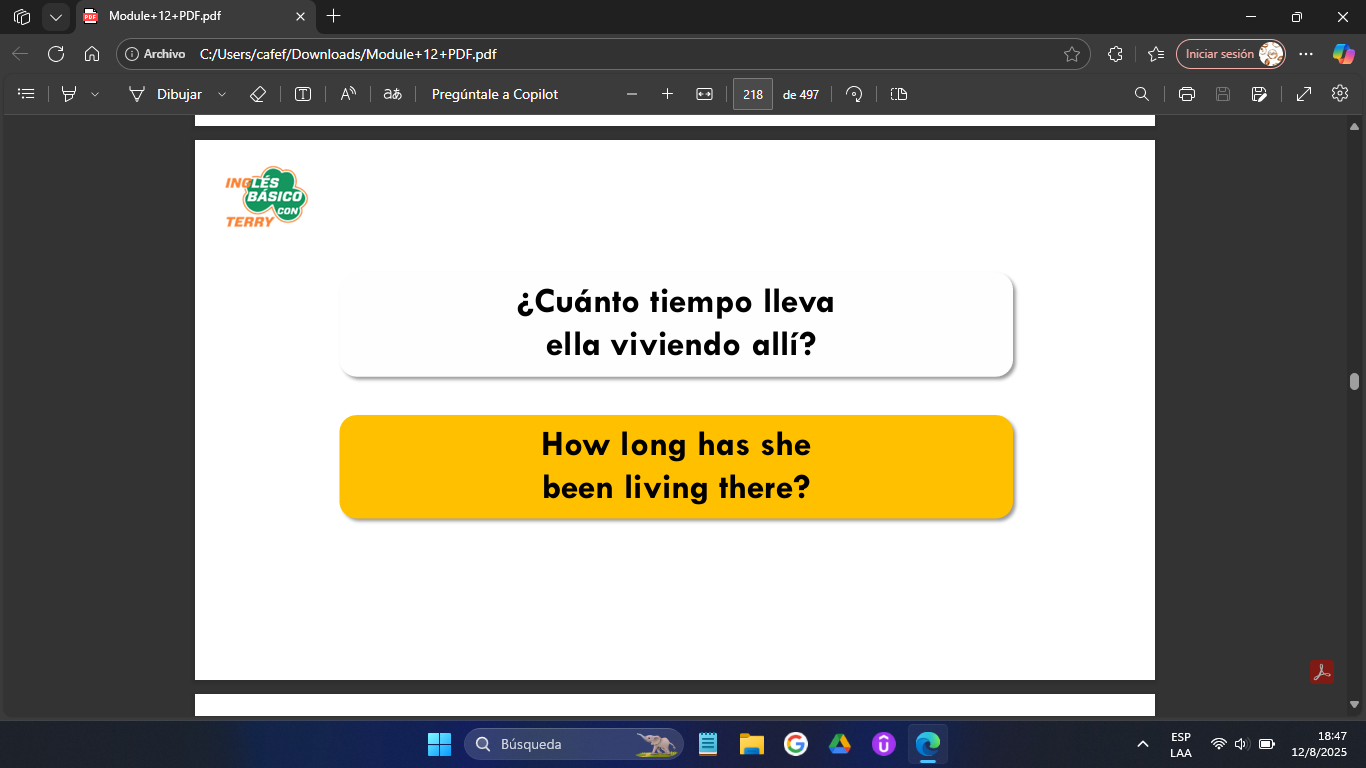 Module+12+PDF.pdf
Archivo
C:/Users/cafef/Downloads/Module+12+PDF.pdf
Iniciar sesión
Dibujar
Pregúntale a Copilot
218 de 497
INGLÉS
BÁSICO
CON
TERRY
¿Cuánto tiempo lleva
ella viviendo allí?
How long has she
been living there?
Búsqueda
ESP
LAA
18:47
12/8/2025